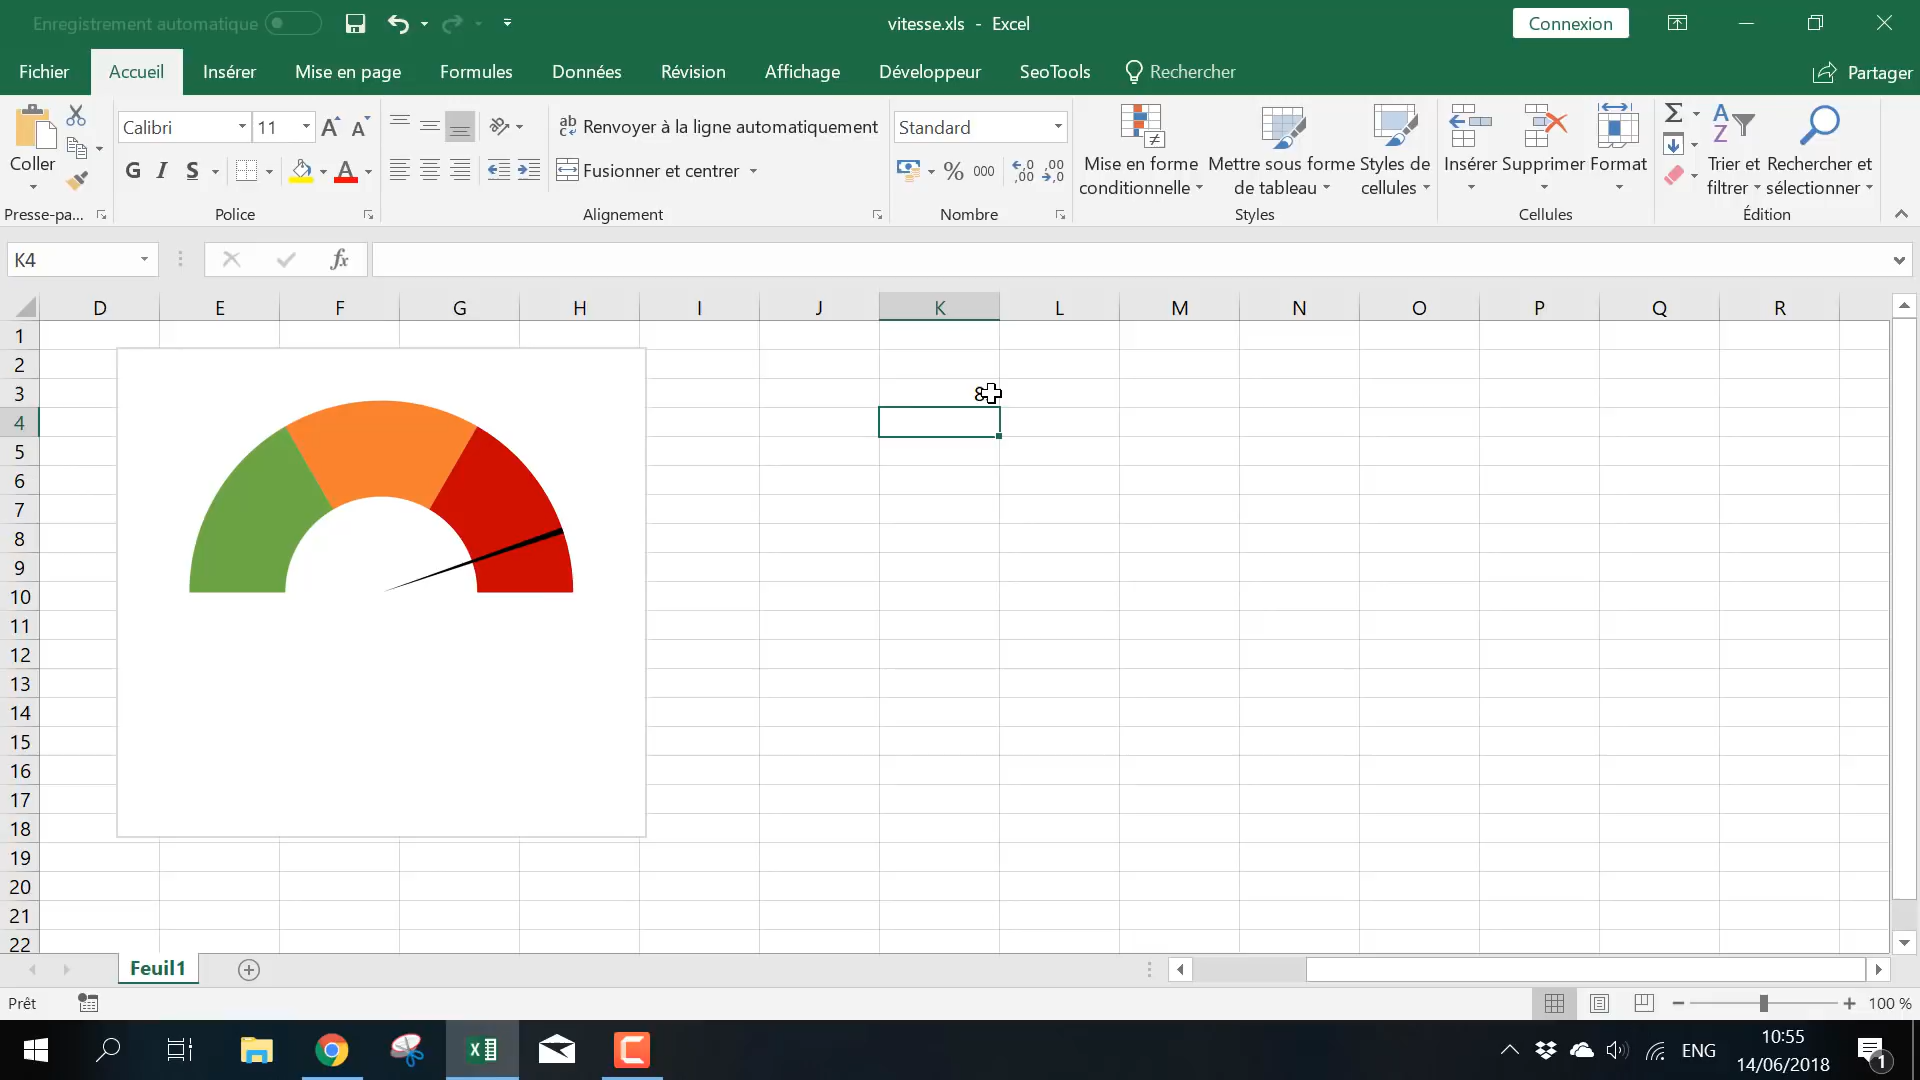 Enregistrement automatique
vitesse.xls - Excel
Connexion
Fichier Accueil Insérer Mise en page Formules Données Révision Affichage Développeur SeoTools Rechercher Partager
Coller
Presse-pa...
Calibri 11
G I S
Police
Renvoyer à la ligne automatiquement
Fusionner et centrer
Alignement
Standard
% 000
Nombre
Mise en forme conditionnelle
Mettre sous forme de tableau
Styles de cellules
Styles
Insérer Supprimer Format
Cellules
Trier et filtrer
Rechercher et sélectionner
Édition
K4
fx
D E F G H I J K L M N O P Q R
1
2
3
4
5
6
7
8
9
10
11
12
13
14
15
16
17
18
19
20
21
22
Feuil1
Prêt
100 %
ENG
10:55
14/06/2018
1